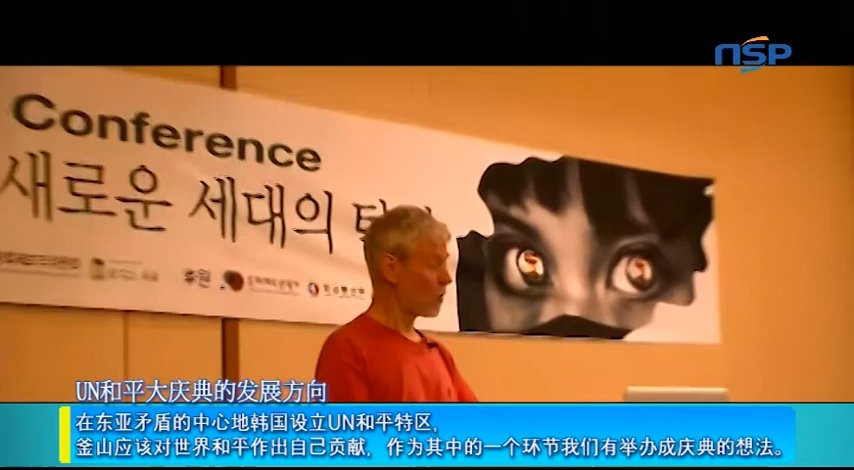 NSP
Conference
새로운 세대의
후원
UN和平大庆典的发展方向
在东亚矛盾的中心地韩国设立UN和平特区,
釜山应该对世界和平作出自己贡献, 作为其中的一个环节我们有举办成庆典的想法。